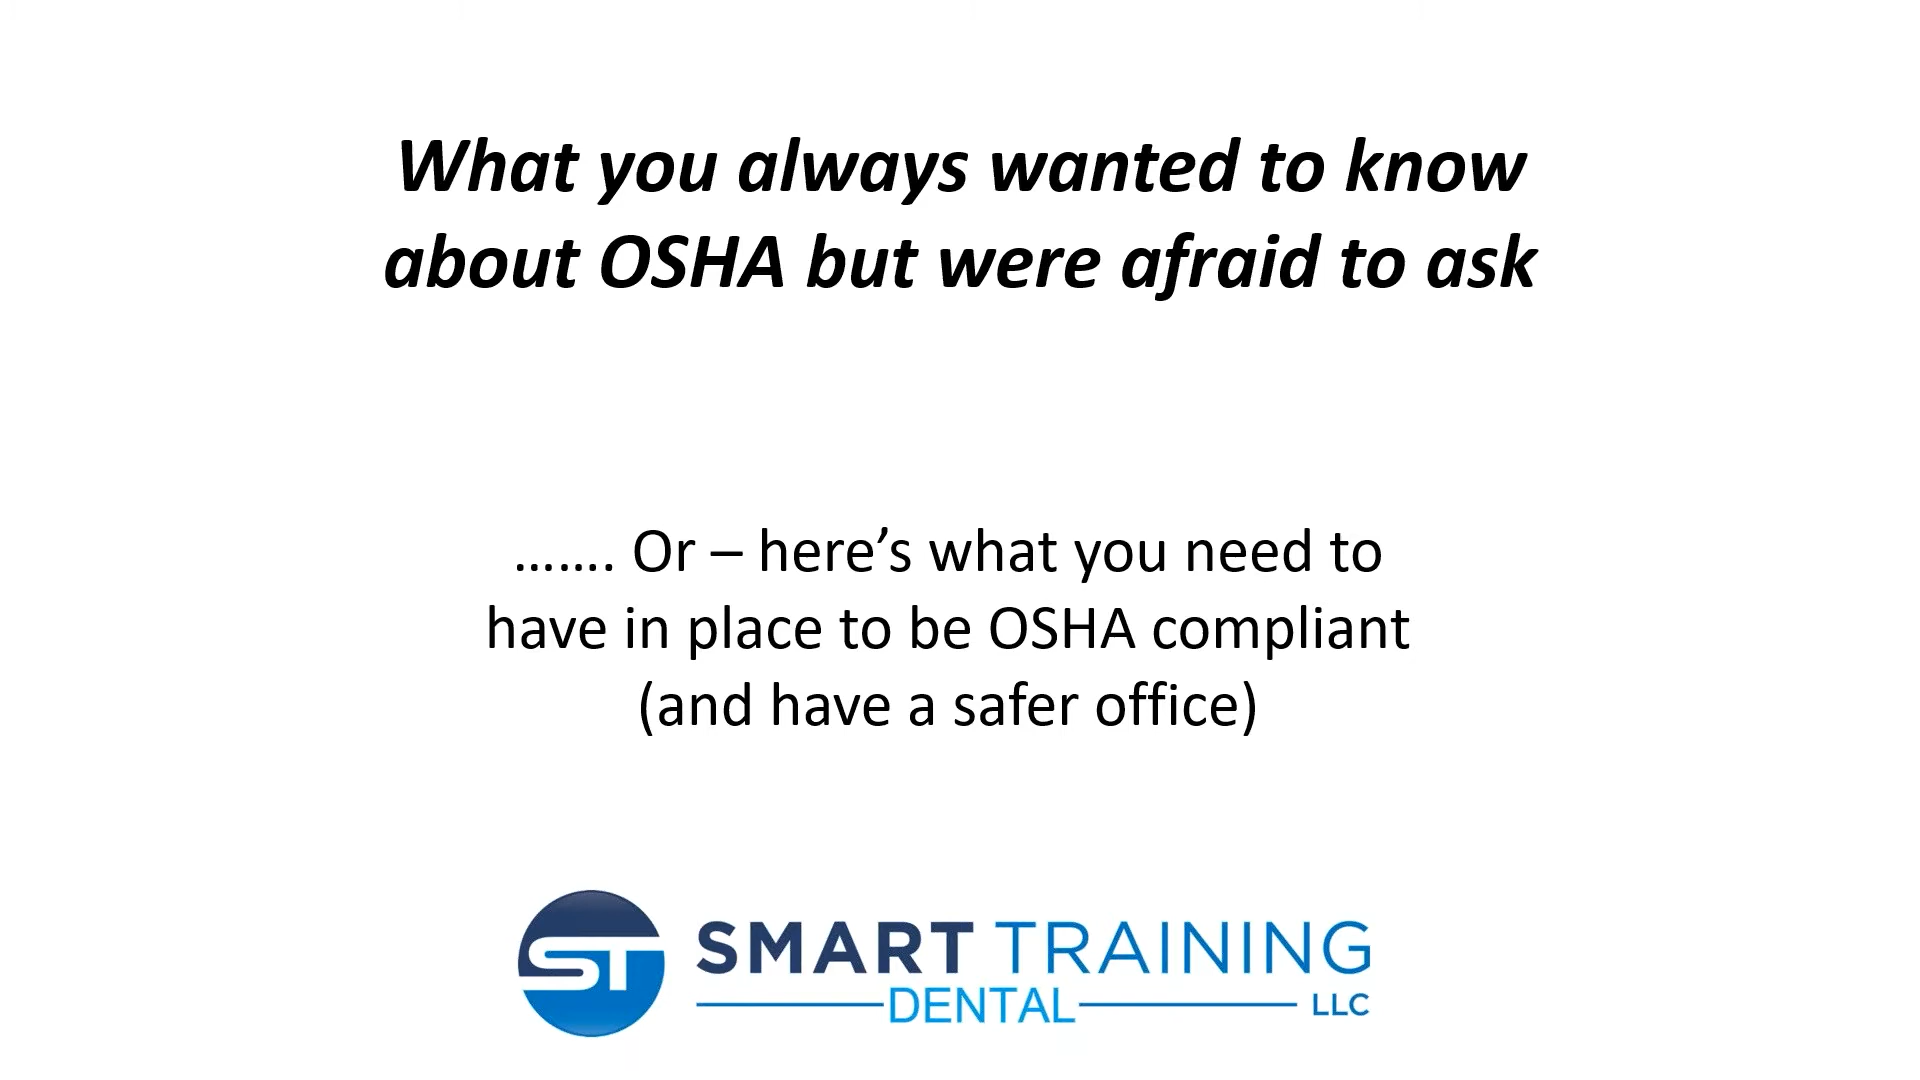 What you always wanted to know
about OSHA but were afraid to ask
……. Or – here’s what you need to
have in place to be OSHA compliant
(and have a safer office)
ST
SMART TRAINING
DENTAL
LLC